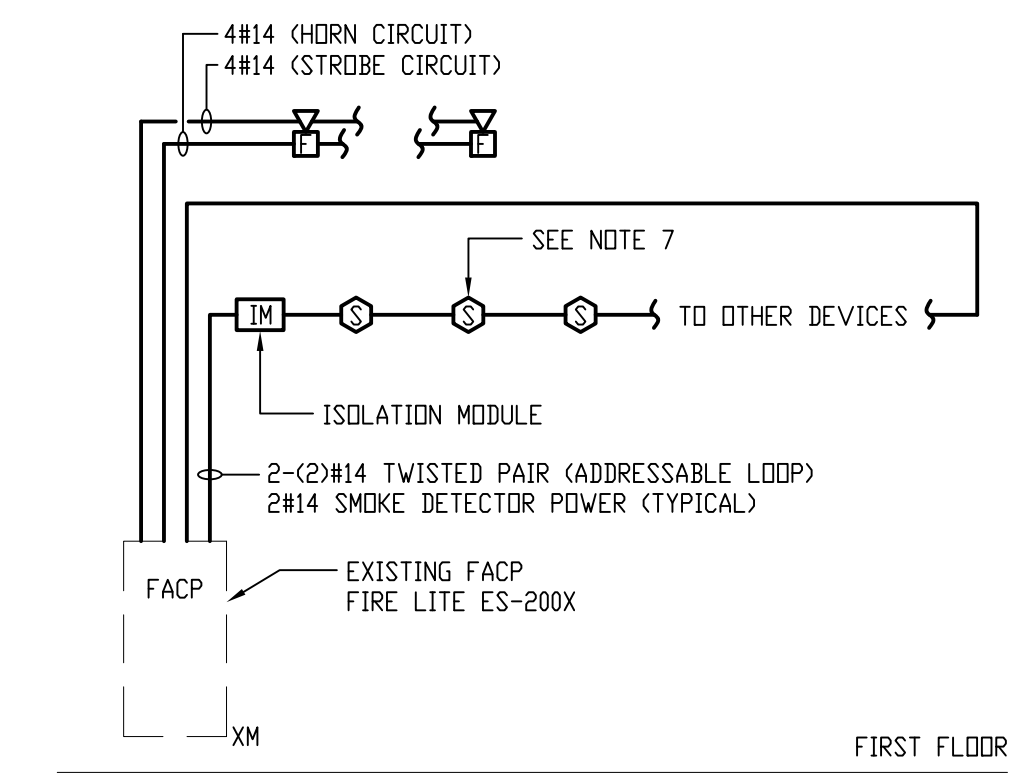 4#14 (HORN CIRCUIT)
4#14 (STROBE CIRCUIT)
F
F
SEE NOTE 7
IM
S
S
S
TO OTHER DEVICES
ISOLATION MODULE
2-(2)#14 TWISTED PAIR (ADDRESSABLE LOOP)
2#14 SMOKE DETECTOR POWER (TYPICAL)
FACP
EXISTING FACP
FIRE LITE ES-200X
XM
FIRST FLOOR